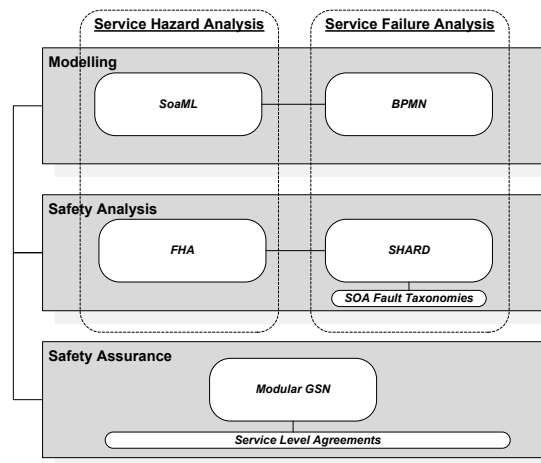 Service Hazard Analysis
Service Failure Analysis
Modelling
SoaML
BPMN
Safety Analysis
FHA
SHARD
SOA Fault Taxonomies
Safety Assurance
Modular GSN
Service Level Agreements